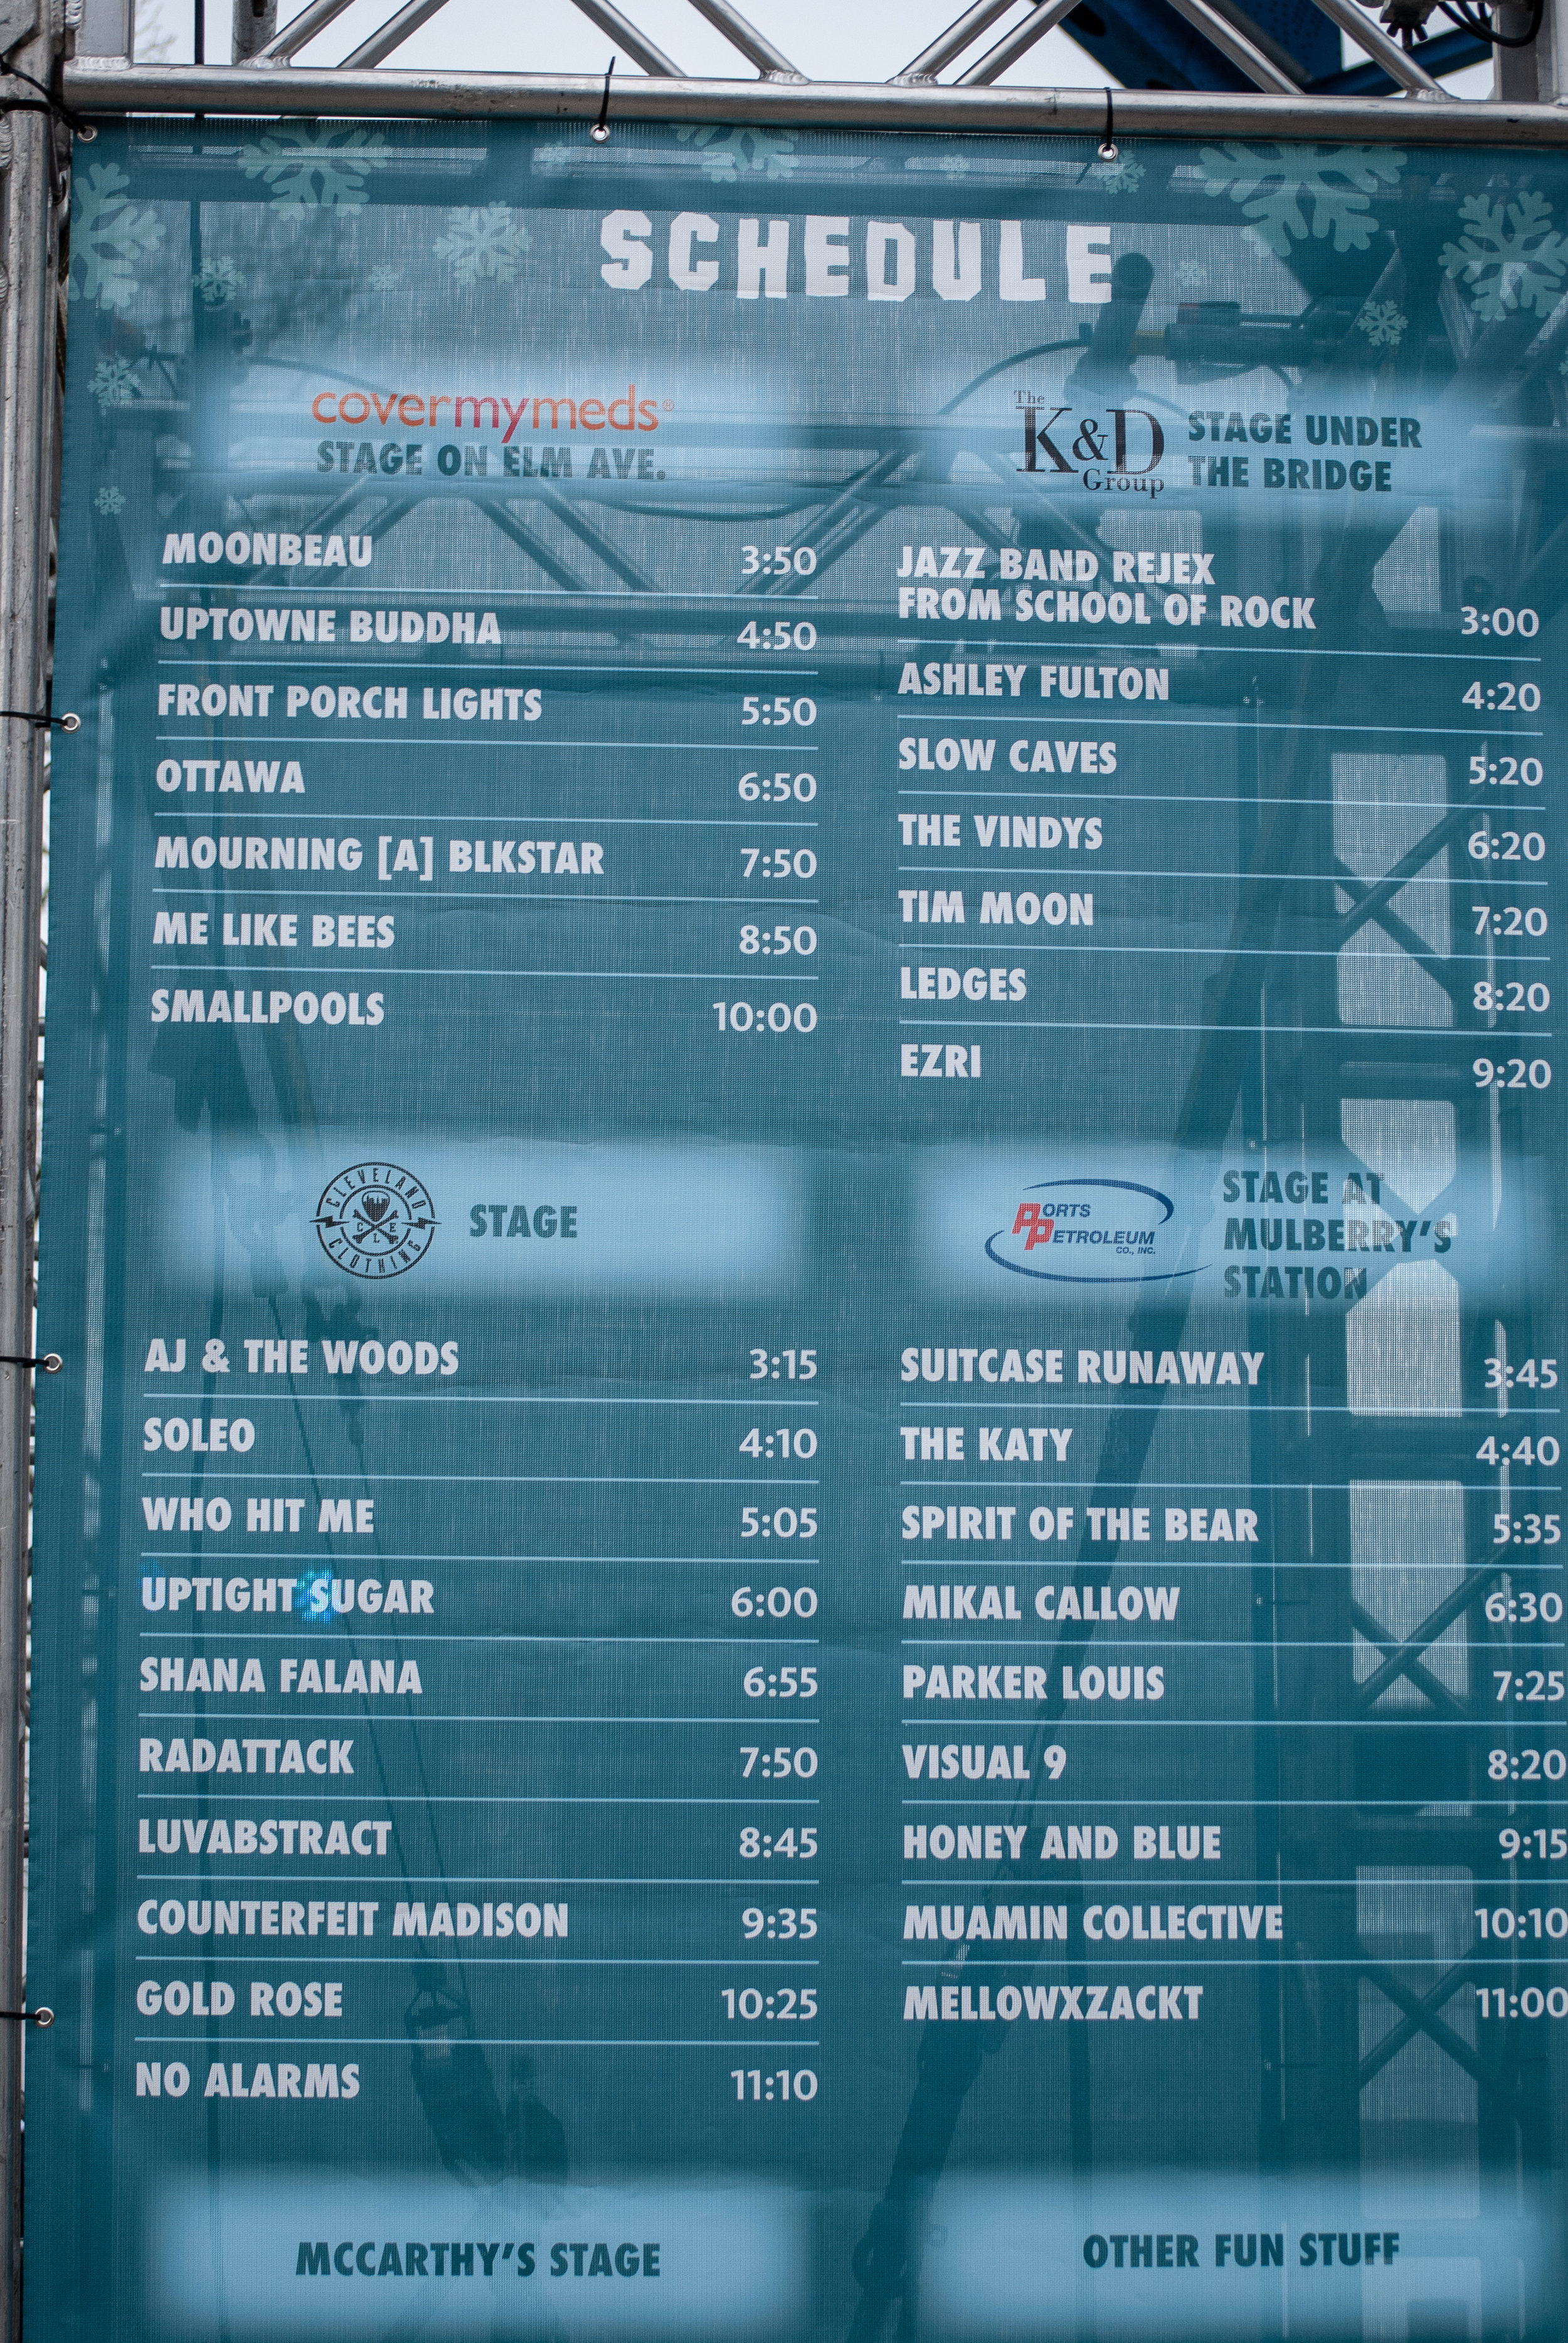 SCHEDULE
covermymeds®
STAGE ON ELM AVE.
MOONBEAU 3:50
UPTOWNE BUDDHA 4:50
FRONT PORCH LIGHTS 5:50
OTTAWA 6:50
MOURNING [A] BLKSTAR 7:50
ME LIKE BEES 8:50
SMALLPOOLS 10:00
The
K&D
Group
STAGE UNDER
THE BRIDGE
JAZZ BAND REJEX
FROM SCHOOL OF ROCK 3:00
ASHLEY FULTON 4:20
SLOW CAVES 5:20
THE VINDYS 6:20
TIM MOON 7:20
LEDGES 8:20
EZRI 9:20
CLEVELAND
C L E
CLOTHING
STAGE
AJ & THE WOODS 3:15
SOLEO 4:10
WHO HIT ME 5:05
UPTIGHT SUGAR 6:00
SHANA FALANA 6:55
RADATTACK 7:50
LUVABSTRACT 8:45
COUNTERFEIT MADISON 9:35
GOLD ROSE 10:25
NO ALARMS 11:10
PORTS
PETROLEUM
CO., INC.
STAGE AT
MULBERRY'S
STATION
SUITCASE RUNAWAY 3:45
THE KATY 4:40
SPIRIT OF THE BEAR 5:35
MIKAL CALLOW 6:30
PARKER LOUIS 7:25
VISUAL 9 8:20
HONEY AND BLUE 9:15
MUAMIN COLLECTIVE 10:10
MELLOWXZACKT 11:00
MCCARTHY'S STAGE
OTHER FUN STUFF